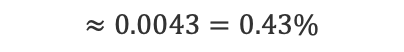 ≈ 0.0043 = 0.43%